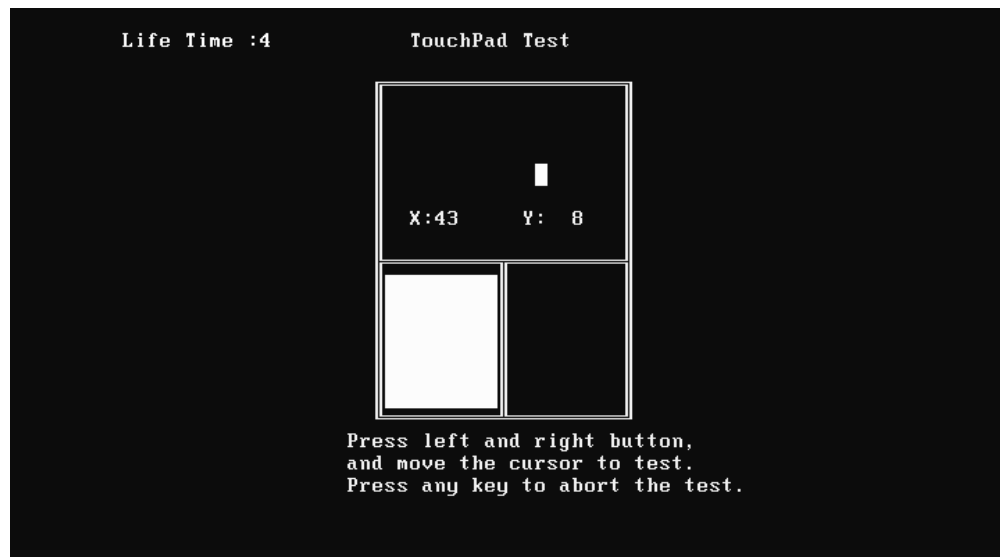 Life Time :4 TouchPad Test
X:43 Y: 8
Press left and right button,
and move the cursor to test.
Press any key to abort the test.